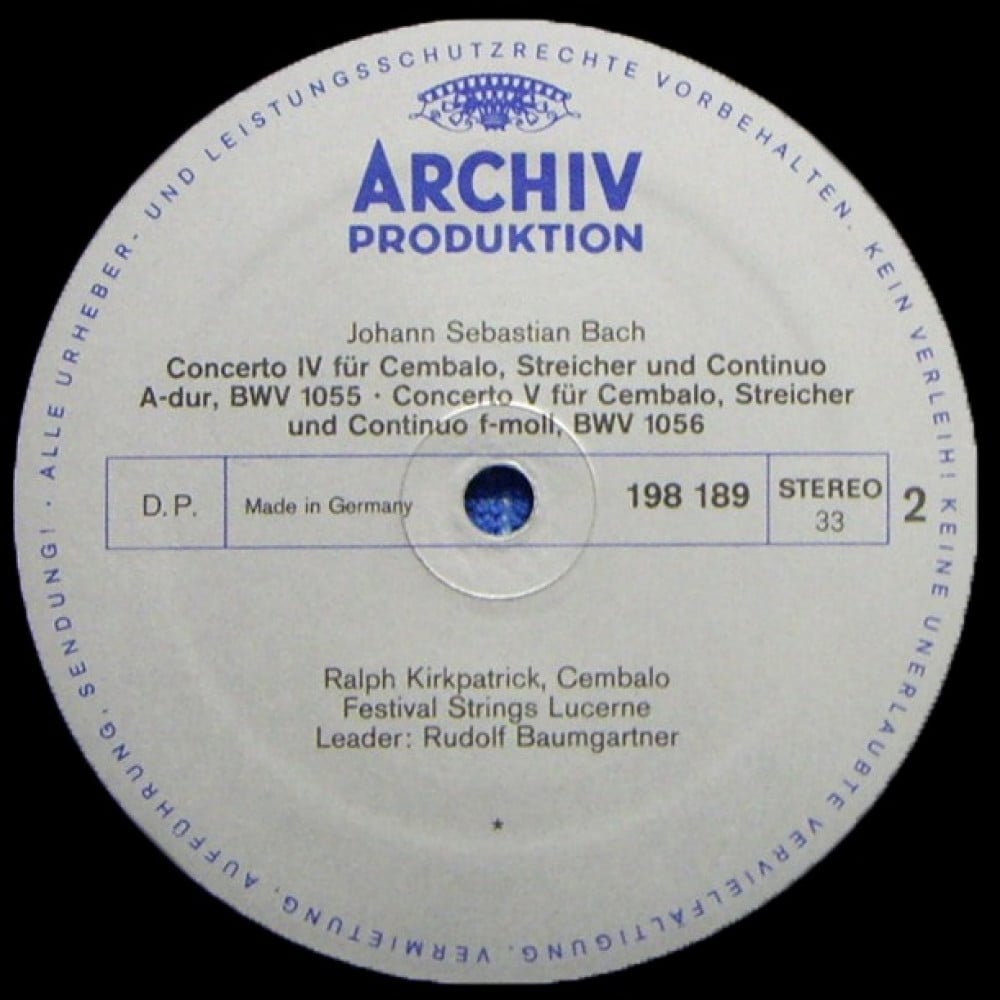 ALLE URHEBER- UND LEISTUNGSSCHUTZRECHTE VORBEHALTEN. KEIN VERLEIH! KEINE UNERLAUBTE VERVIELFÄLTIGUNG, VERMIETUNG, AUFFÜHRUNG, SENDUNG! ·
ARCHIV
PRODUKTION
Johann Sebastian Bach
Concerto IV für Cembalo, Streicher und Continuo
A-dur, BWV 1055 · Concerto V für Cembalo, Streicher
und Continuo f-moll, BWV 1056
D. P.
Made in Germany
198 189
STEREO
33
2
Ralph Kirkpatrick, Cembalo
Festival Strings Lucerne
Leader: Rudolf Baumgartner
*